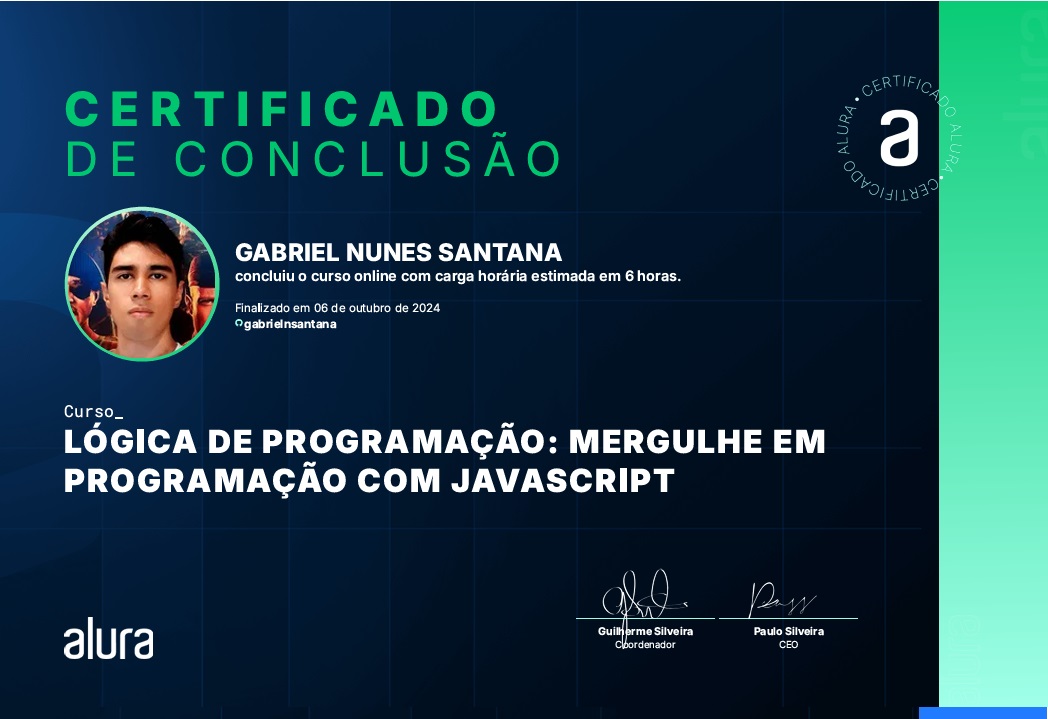 CERTIFICADO
DE CONCLUSÃO
CERTIFICADO ALURA • CERTIFICADO ALURA •
a
GABRIEL NUNES SANTANA
concluiu o curso online com carga horária estimada em 6 horas.
Finalizado em 06 de outubro de 2024
gabrielnsantana
Curso_
LÓGICA DE PROGRAMAÇÃO: MERGULHE EM
PROGRAMAÇÃO COM JAVASCRIPT
alura
Guilherme Silveira
Coordenador
Paulo Silveira
CEO